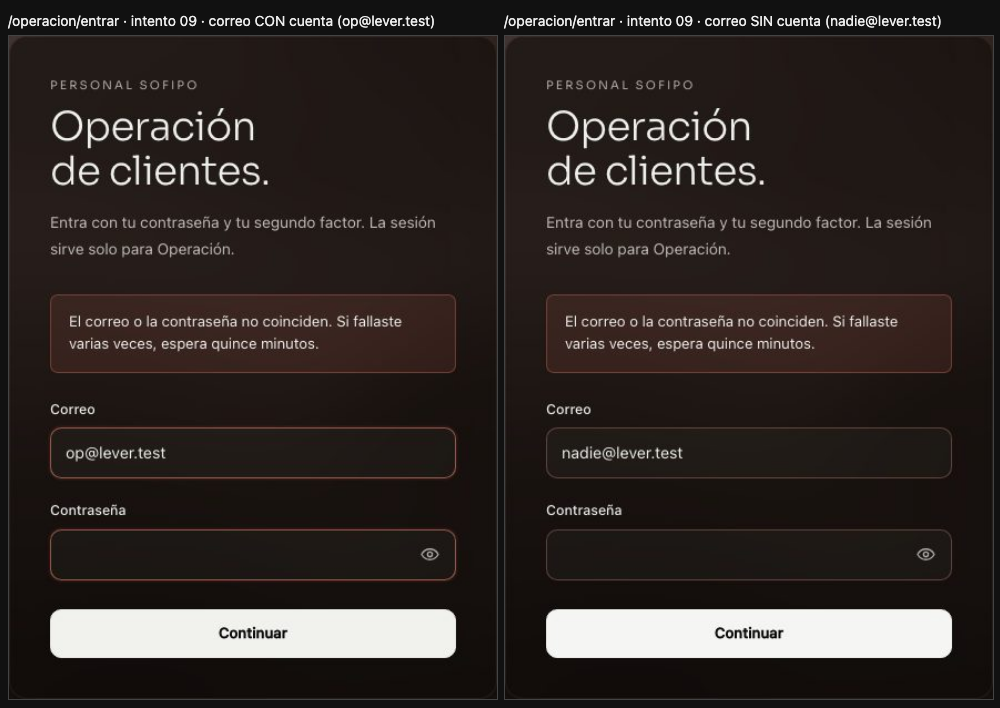 /operacion/entrar · intento 09 · correo CON cuenta (op@lever.test)
PERSONAL SOFIPO
Operación
de clientes.
Entra con tu contraseña y tu segundo factor. La sesión
sirve solo para Operación.
El correo o la contraseña no coinciden. Si fallaste
varias veces, espera quince minutos.
Correo
op@lever.test
Contraseña
Continuar
/operacion/entrar · intento 09 · correo SIN cuenta (nadie@lever.test)
PERSONAL SOFIPO
Operación
de clientes.
Entra con tu contraseña y tu segundo factor. La sesión
sirve solo para Operación.
El correo o la contraseña no coinciden. Si fallaste
varias veces, espera quince minutos.
Correo
nadie@lever.test
Contraseña
Continuar